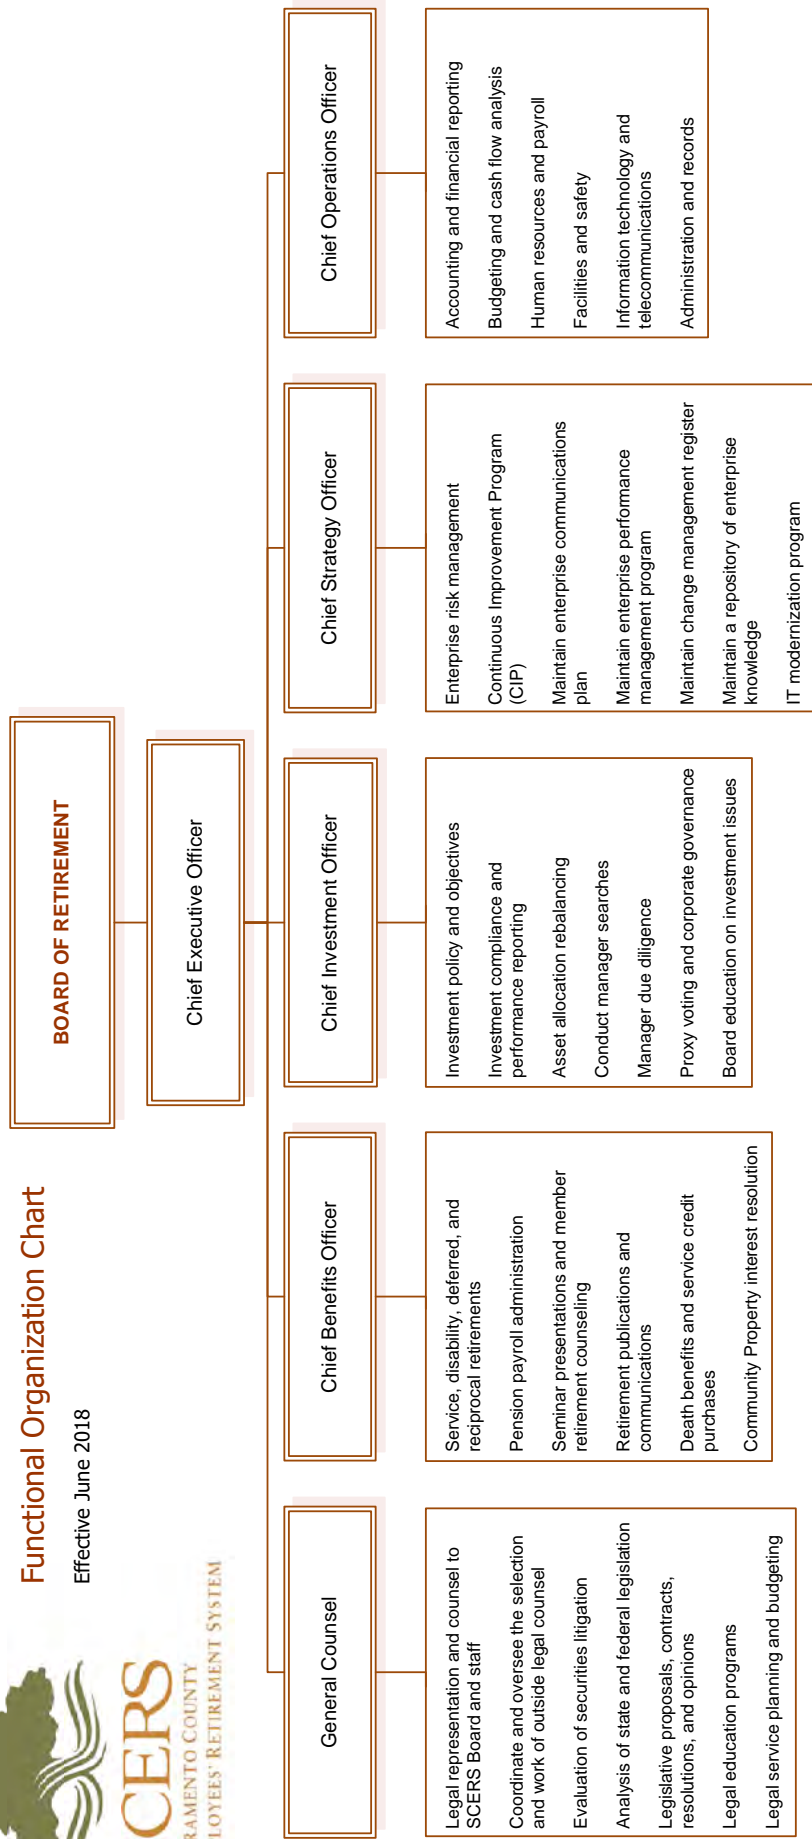 CERS
RAMENTO COUNTY
LOYEES' RETIREMENT SYSTEM
Functional Organization Chart
Effective June 2018
BOARD OF RETIREMENT
Chief Executive Officer
General Counsel
Legal representation and counsel to
SCERS Board and staff
Coordinate and oversee the selection
and work of outside legal counsel
Evaluation of securities litigation
Analysis of state and federal legislation
Legislative proposals, contracts,
resolutions, and opinions
Legal education programs
Legal service planning and budgeting
Chief Benefits Officer
Service, disability, deferred, and
reciprocal retirements
Pension payroll administration
Seminar presentations and member
retirement counseling
Retirement publications and
communications
Death benefits and service credit
purchases
Community Property interest resolution
Chief Investment Officer
Investment policy and objectives
Investment compliance and
performance reporting
Asset allocation rebalancing
Conduct manager searches
Manager due diligence
Proxy voting and corporate governance
Board education on investment issues
Chief Strategy Officer
Enterprise risk management
Continuous Improvement Program
(CIP)
Maintain enterprise communications
plan
Maintain enterprise performance
management program
Maintain change management register
Maintain a repository of enterprise
knowledge
IT modernization program
Chief Operations Officer
Accounting and financial reporting
Budgeting and cash flow analysis
Human resources and payroll
Facilities and safety
Information technology and
telecommunications
Administration and records